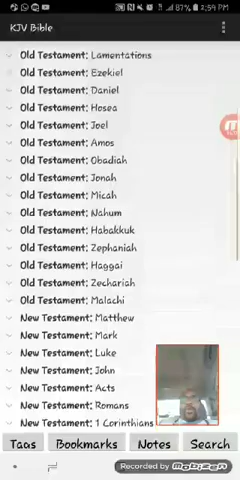 87% 2:59 PM
KJV Bible
Old Testament: Lamentations
Old Testament: Ezekiel
Old Testament: Daniel
Old Testament: Hosea
Old Testament: Joel
Old Testament: Amos
Old Testament: Obadiah
Old Testament: Jonah
Old Testament: Micah
Old Testament: Nahum
Old Testament: Habakkuk
Old Testament: Zephaniah
Old Testament: Haggai
Old Testament: Zechariah
Old Testament: Malachi
New Testament: Matthew
New Testament: Mark
New Testament: Luke
New Testament: John
New Testament: Acts
New Testament: Romans
New Testament: 1 Corinthians
Tags Bookmarks Notes Search
Recorded by mobizen